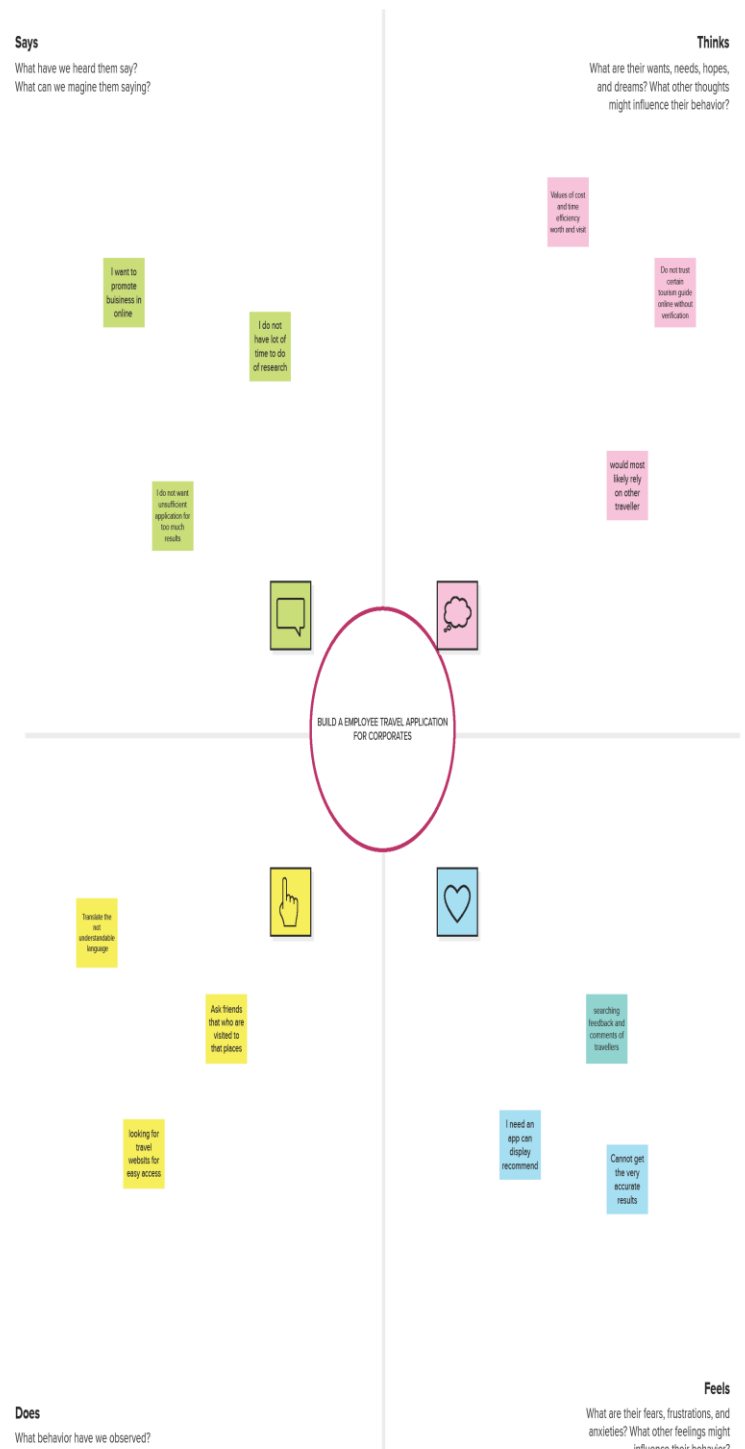 Says
What have we heard them say?
What can we magine them saying?
Thinks
What are their wants, needs, hopes,
and dreams? What other thoughts
might influence their behavior?
I want to
promote
buisiness in
online
I do not
have lot of
time to do
of research
I do not want
unsufficient
application for
too much
results
Values of cost
and time
efficiency
worth and visit
Do not trust
certain
tourism guide
online without
verification
would most
likely rely
on other
traveller
BUILD A EMPLOYEE TRAVEL APPLICATION
FOR CORPORATES
Translate the
not
understandable
language
Ask friends
that who are
visited to
that places
looking for
travel
websits for
easy access
searching
feedback and
comments of
travellers
I need an
app can
display
recommend
Cannot get
the very
accurate
results
Does
What behavior have we observed?
Feels
What are their fears, frustrations, and
anxieties? What other feelings might
influence their behavior?